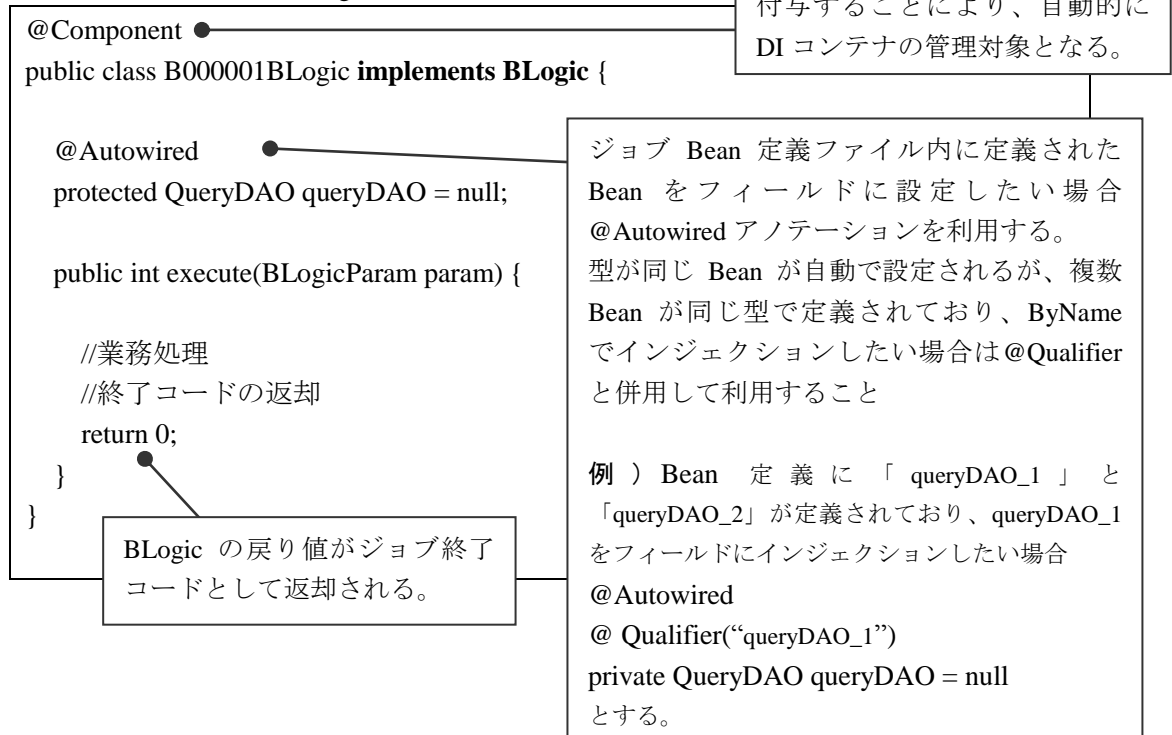 付与することにより、自動的に
DI コンテナの管理対象となる。
@Component
public class B000001BLogic implements BLogic {
@Autowired
protected QueryDAO queryDAO = null;
public int execute(BLogicParam param) {
//業務処理
//終了コードの返却
return 0;
}
}
ジョブ Bean 定義ファイル内に定義された
Bean をフィールドに設定したい場合
@Autowired アノテーションを利用する。
型が同じ Bean が自動で設定されるが、複数
Bean が同じ型で定義されており、ByName
でインジェクションしたい場合は@Qualifier
と併用して利用すること
例）Bean 定義に「queryDAO_1」と
「queryDAO_2」が定義されており、queryDAO_1
をフィールドにインジェクションしたい場合
@Autowired
@ Qualifier(“queryDAO_1”)
private QueryDAO queryDAO = null
とする。
BLogic の戻り値がジョブ終了
コードとして返却される。